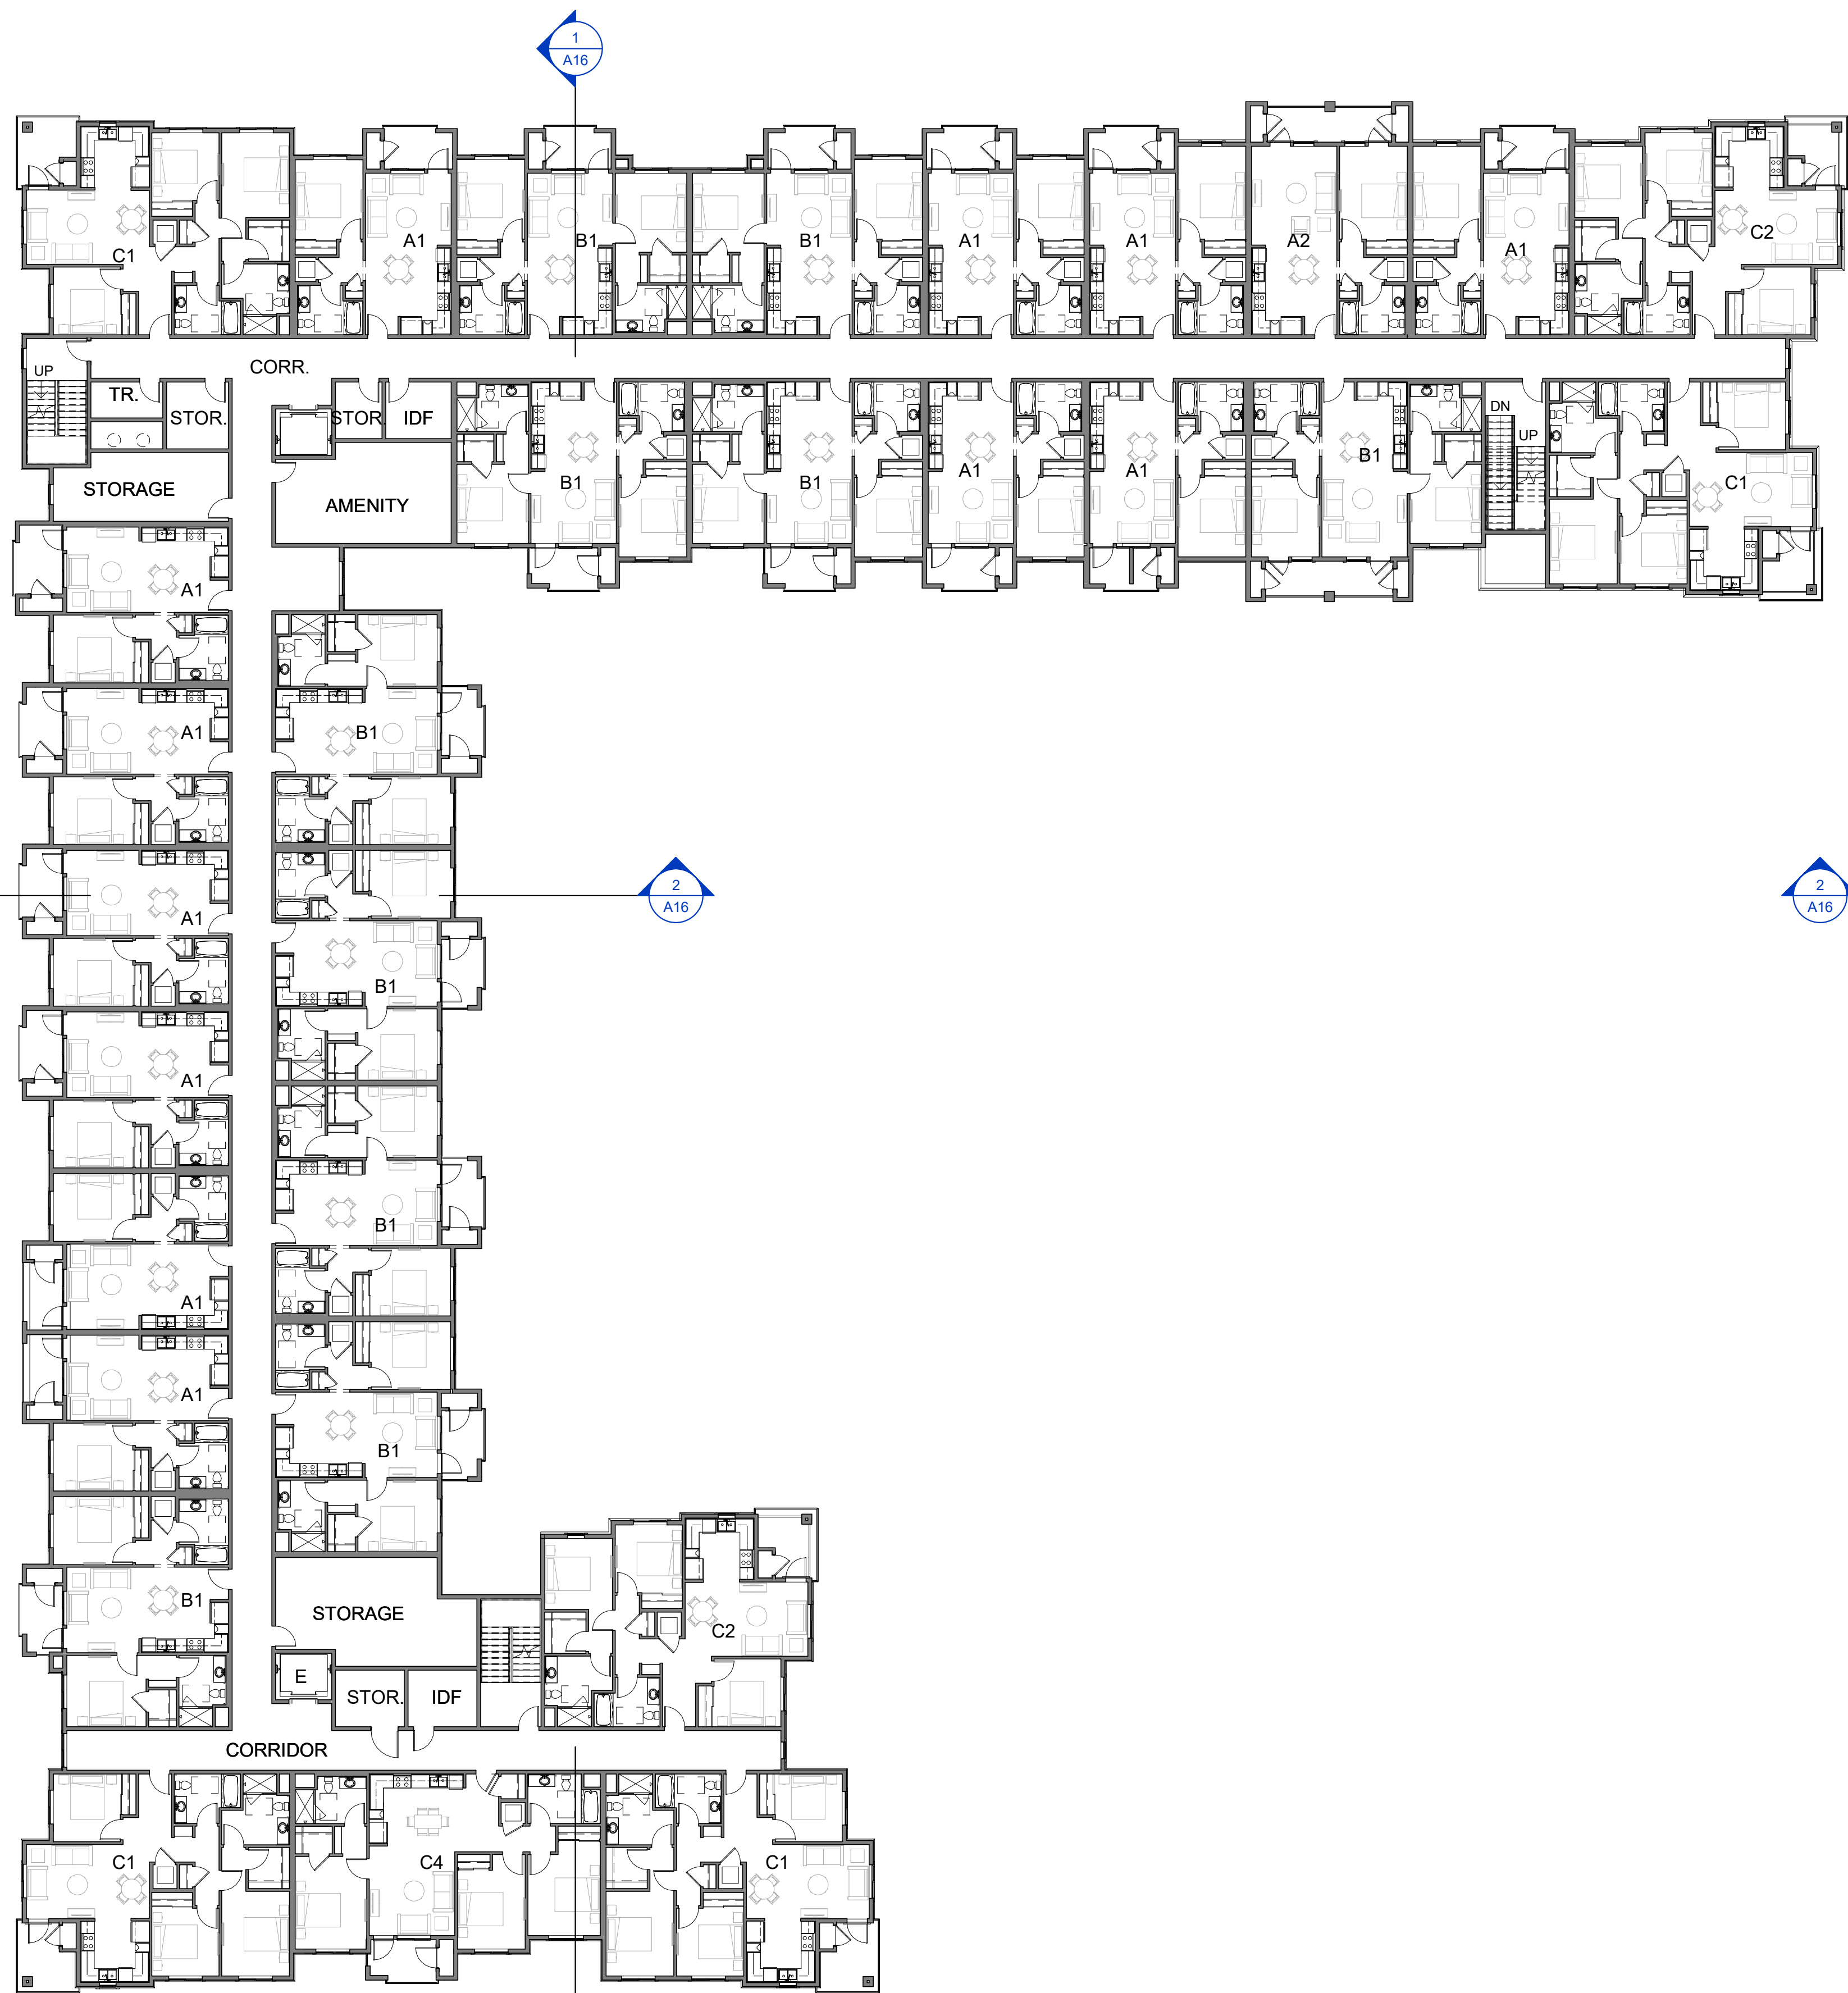 1
A16
C1
A1
B1
B1
A1
A1
A2
A1
C2
CORR.
UP
TR.
STOR.
STOR.
IDF
STORAGE
AMENITY
B1
B1
A1
A1
B1
DN
UP
C1
A1
A1
B1
2
A16
2
A16
A1
B1
A1
B1
A1
A1
B1
B1
STORAGE
C2
E
STOR.
IDF
CORRIDOR
C1
C4
C1